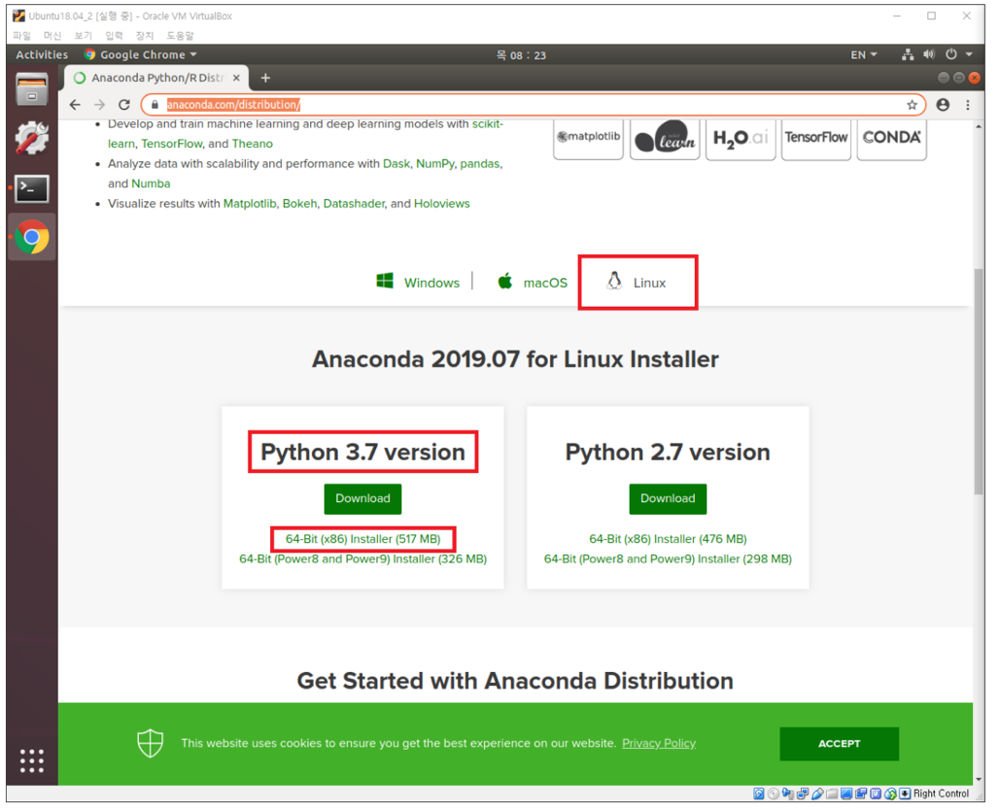 Ubuntu18.04_2 [실행 중] - Oracle VM VirtualBox
파일 머신 보기 입력 장치 도움말
Activities Google Chrome 목 08 : 23 EN
Anaconda Python/R Distr
anaconda.com/distribution/
Develop and train machine learning and deep learning models with scikit-
learn, TensorFlow, and Theano
Analyze data with scalability and performance with Dask, NumPy, pandas,
and Numba
Visualize results with Matplotlib, Bokeh, Datashader, and Holoviews
matplotlib learn H2O.ai TensorFlow CONDA
Windows macOS Linux
Anaconda 2019.07 for Linux Installer
Python 3.7 version
Download
64-Bit (x86) Installer (517 MB)
64-Bit (Power8 and Power9) Installer (326 MB)
Python 2.7 version
Download
64-Bit (x86) Installer (476 MB)
64-Bit (Power8 and Power9) Installer (298 MB)
Get Started with Anaconda Distribution
This website uses cookies to ensure you get the best experience on our website. Privacy Policy
ACCEPT
Right Control